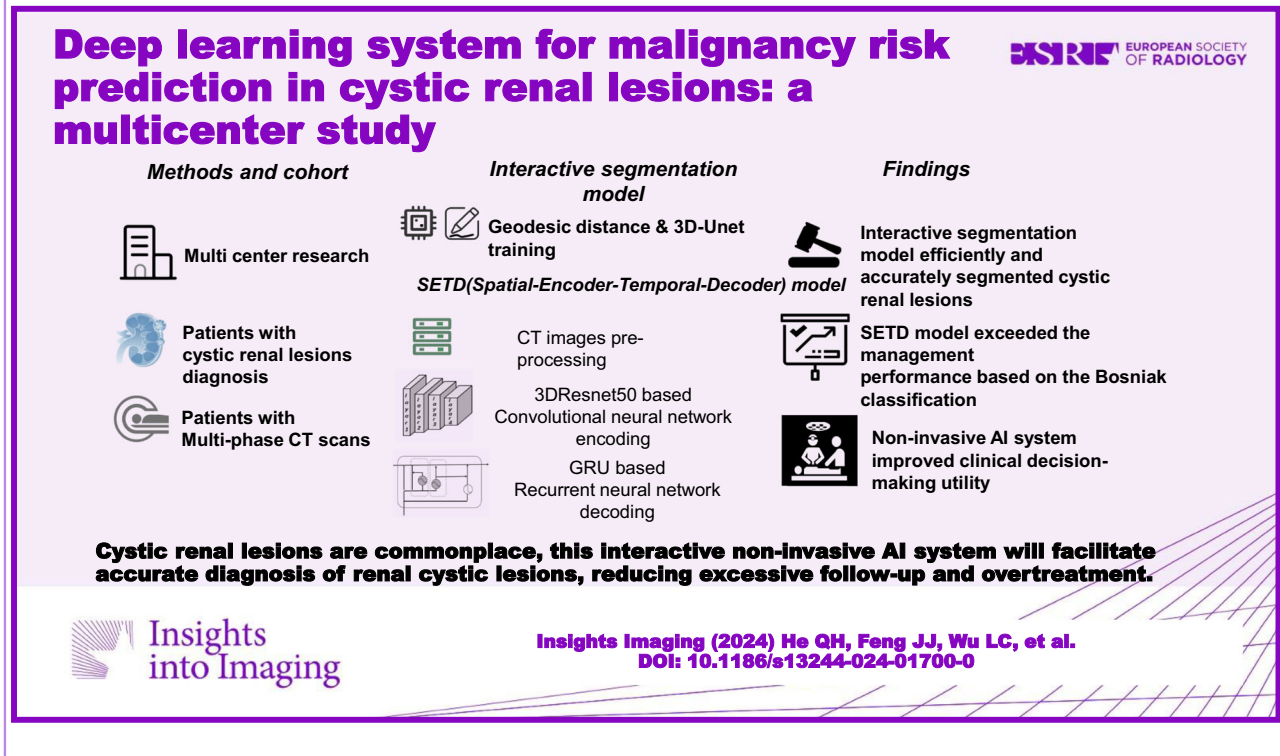 Deep learning system for malignancy risk
prediction in cystic renal lesions: a
multicenter study
EUROPEAN SOCIETY
OF RADIOLOGY
Methods and cohort
Multi center research
Patients with
cystic renal lesions
diagnosis
Patients with
Multi-phase CT scans
Interactive segmentation
model
Geodesic distance & 3D-Unet
training
SETD(Spatial-Encoder-Temporal-Decoder) model
CT images pre-
processing
3DResnet50 based
Convolutional neural network
encoding
GRU based
Recurrent neural network
decoding
Findings
Interactive segmentation
model efficiently and
accurately segmented cystic
renal lesions
SETD model exceeded the
management
performance based on the Bosniak
classification
Non-invasive AI system
improved clinical decision-
making utility
Cystic renal lesions are commonplace, this interactive non-invasive AI system will facilitate
accurate diagnosis of renal cystic lesions, reducing excessive follow-up and overtreatment.
Insights
into Imaging
Insights Imaging (2024) He QH, Feng JJ, Wu LC, et al.
DOI: 10.1186/s13244-024-01700-0